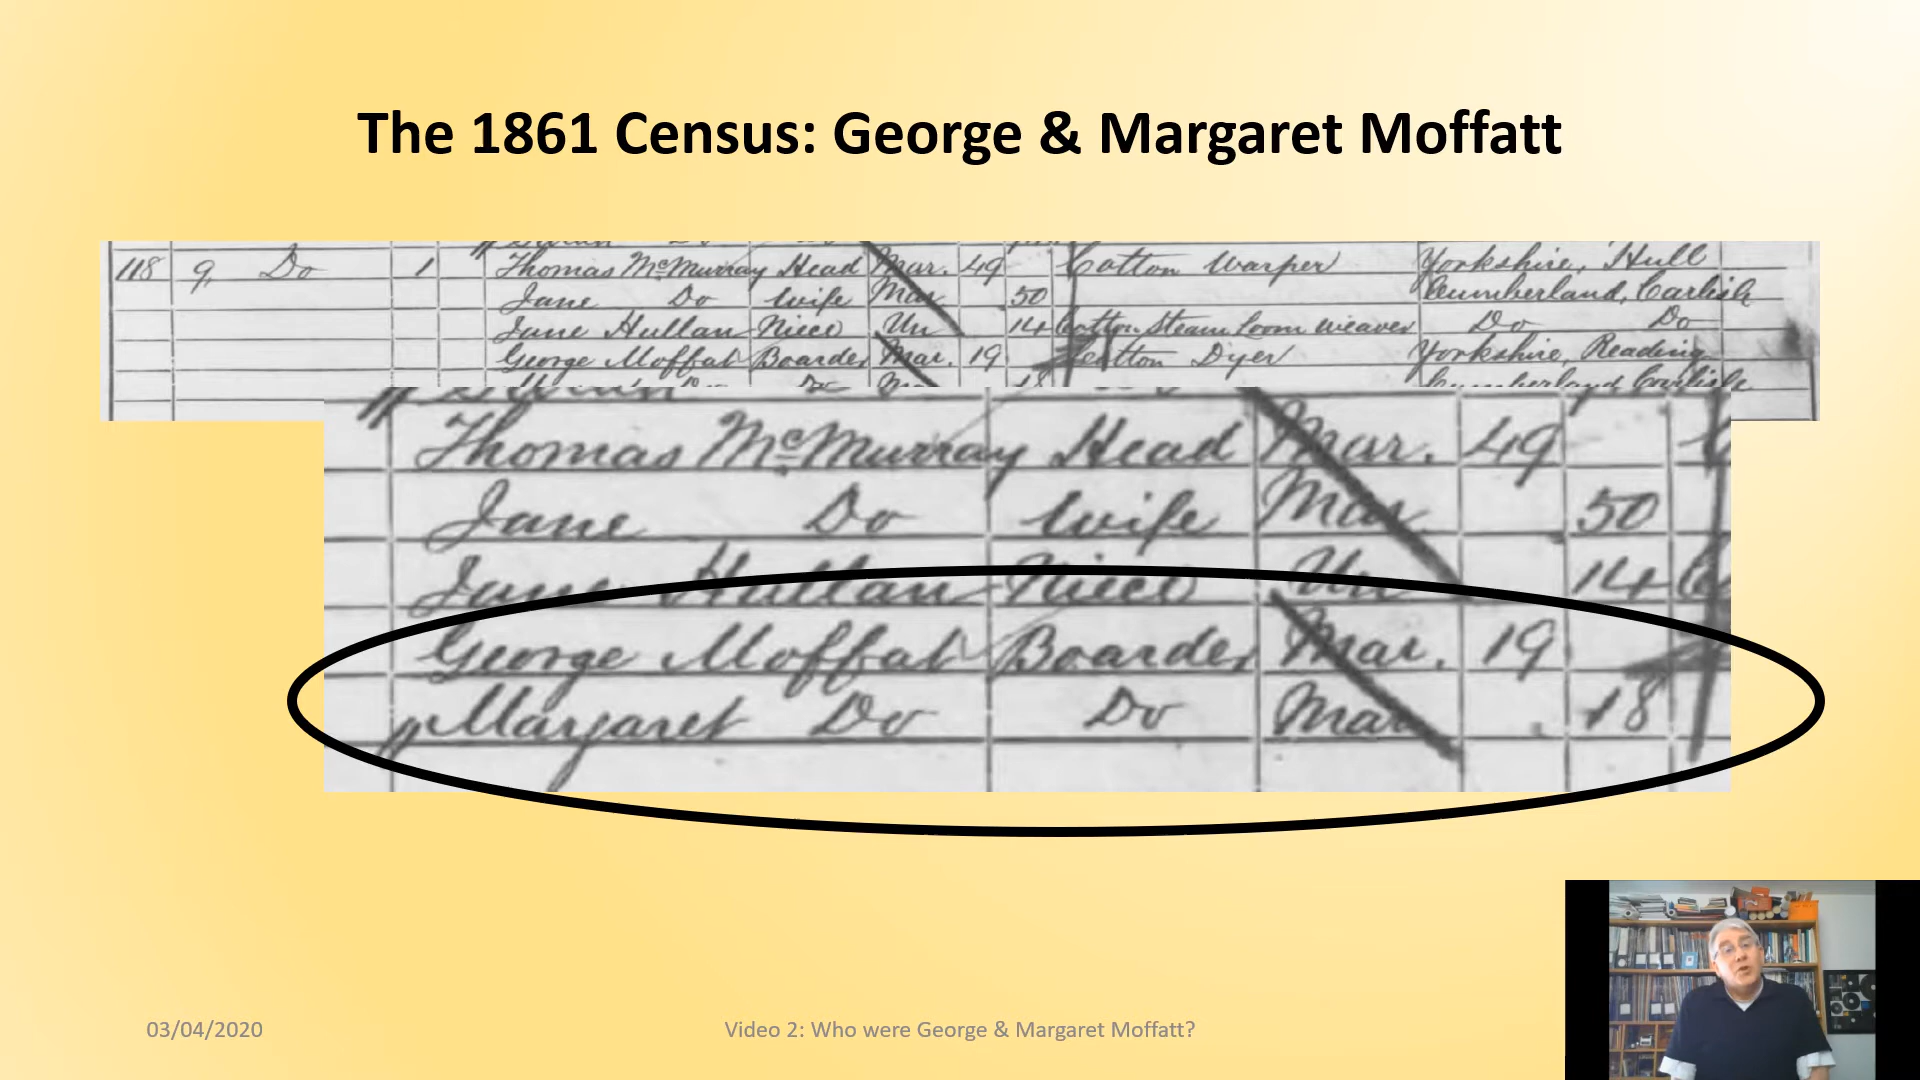 The 1861 Census: George & Margaret Moffatt
118 9, Do 1 Thomas McMurray Head Mar. 49 Cotton Warper Yorkshire, Hull
Jane Do Wife Mar 50 Cumberland, Carlisle
Jane Hullan Niece Un 14 Cotton Steam Loom Weaver Do Do
George Moffat Boarder Mar. 19 Cotton Dyer Yorkshire, Reading
Do 18 Cumberland Carlisle
Thomas McMurray Head Mar. 49
Jane Do Wife Mar 50
Jane Hullan Niece Un 14
George Moffat Boarder Mar. 19
Margaret Do Do Mar 18
03/04/2020
Video 2: Who were George & Margaret Moffatt?